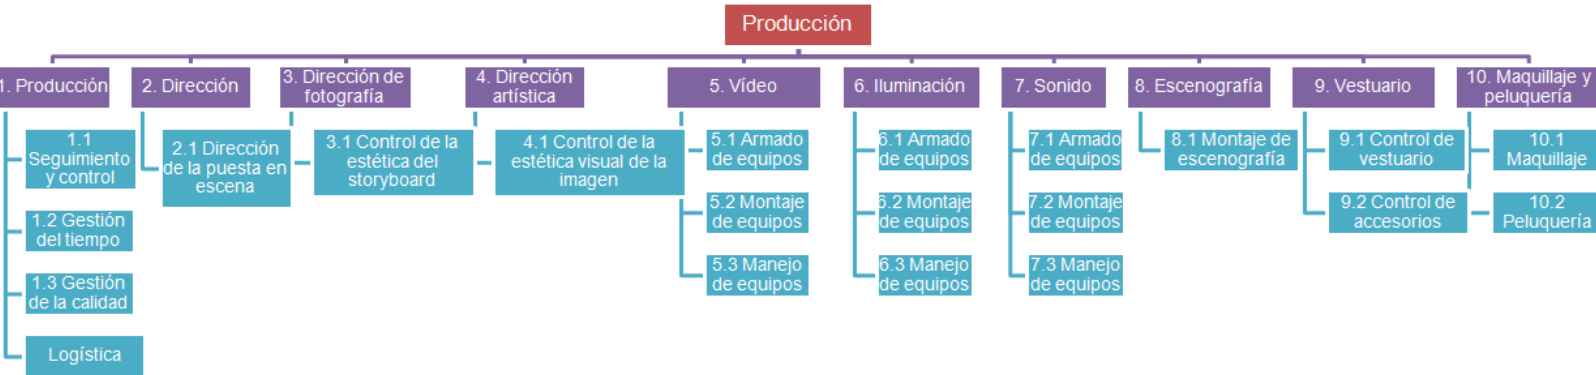 Producción
1. Producción
2. Dirección
3. Dirección de
fotografía
4. Dirección
artística
5. Vídeo
6. Iluminación
7. Sonido
8. Escenografía
9. Vestuario
10. Maquillaje y
peluquería
1.1
Seguimiento
y control
1.2 Gestión
del tiempo
1.3 Gestión
de la calidad
Logística
2.1 Dirección
de la puesta en
escena
3.1 Control de la
estética del
storyboard
4.1 Control de la
estética visual de la
imagen
5.1 Armado
de equipos
5.2 Montaje
de equipos
5.3 Manejo
de equipos
6.1 Armado
de equipos
6.2 Montaje
de equipos
6.3 Manejo
de equipos
7.1 Armado
de equipos
7.2 Montaje
de equipos
7.3 Manejo
de equipos
8.1 Montaje de
escenografía
9.1 Control de
vestuario
9.2 Control de
accesorios
10.1
Maquillaje
10.2
Peluquería